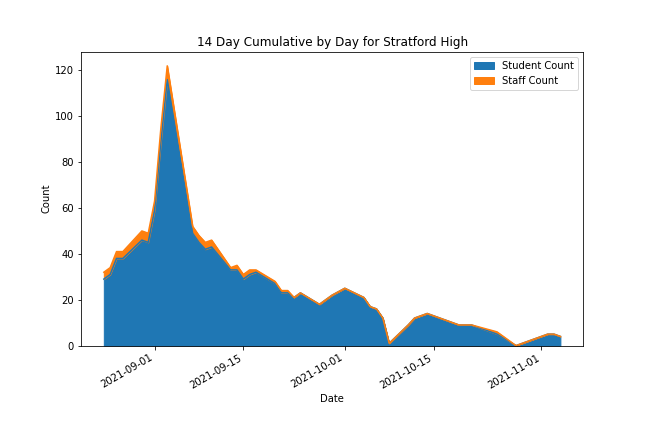 14 Day Cumulative by Day for Stratford High
Student Count
Staff Count
120
100
80
60
40
20
0
Count
2021-09-01
2021-09-15
2021-10-01
2021-10-15
2021-11-01
Date